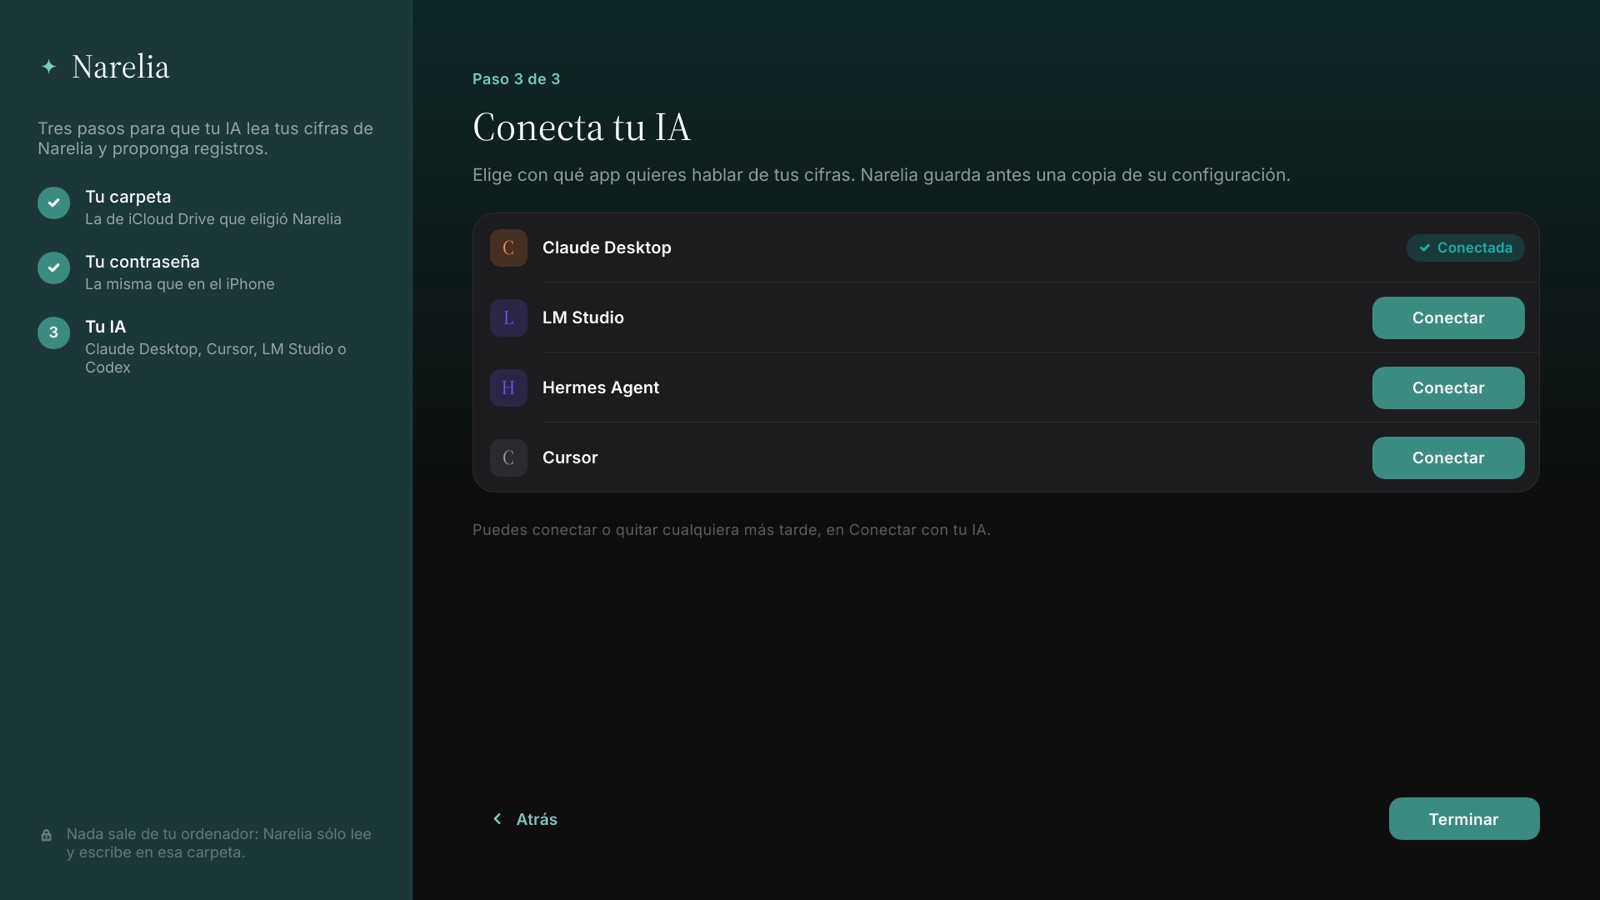 Narelia
Tres pasos para que tu IA lea tus cifras de
Narelia y proponga registros.
Tu carpeta
La de iCloud Drive que eligió Narelia
Tu contraseña
La misma que en el iPhone
3
Tu IA
Claude Desktop, Cursor, LM Studio o
Codex
Nada sale de tu ordenador: Narelia sólo lee
y escribe en esa carpeta.
Paso 3 de 3
Conecta tu IA
Elige con qué app quieres hablar de tus cifras. Narelia guarda antes una copia de su configuración.
C Claude Desktop Conectada
L LM Studio Conectar
H Hermes Agent Conectar
C Cursor Conectar
Puedes conectar o quitar cualquiera más tarde, en Conectar con tu IA.
Atrás
Terminar